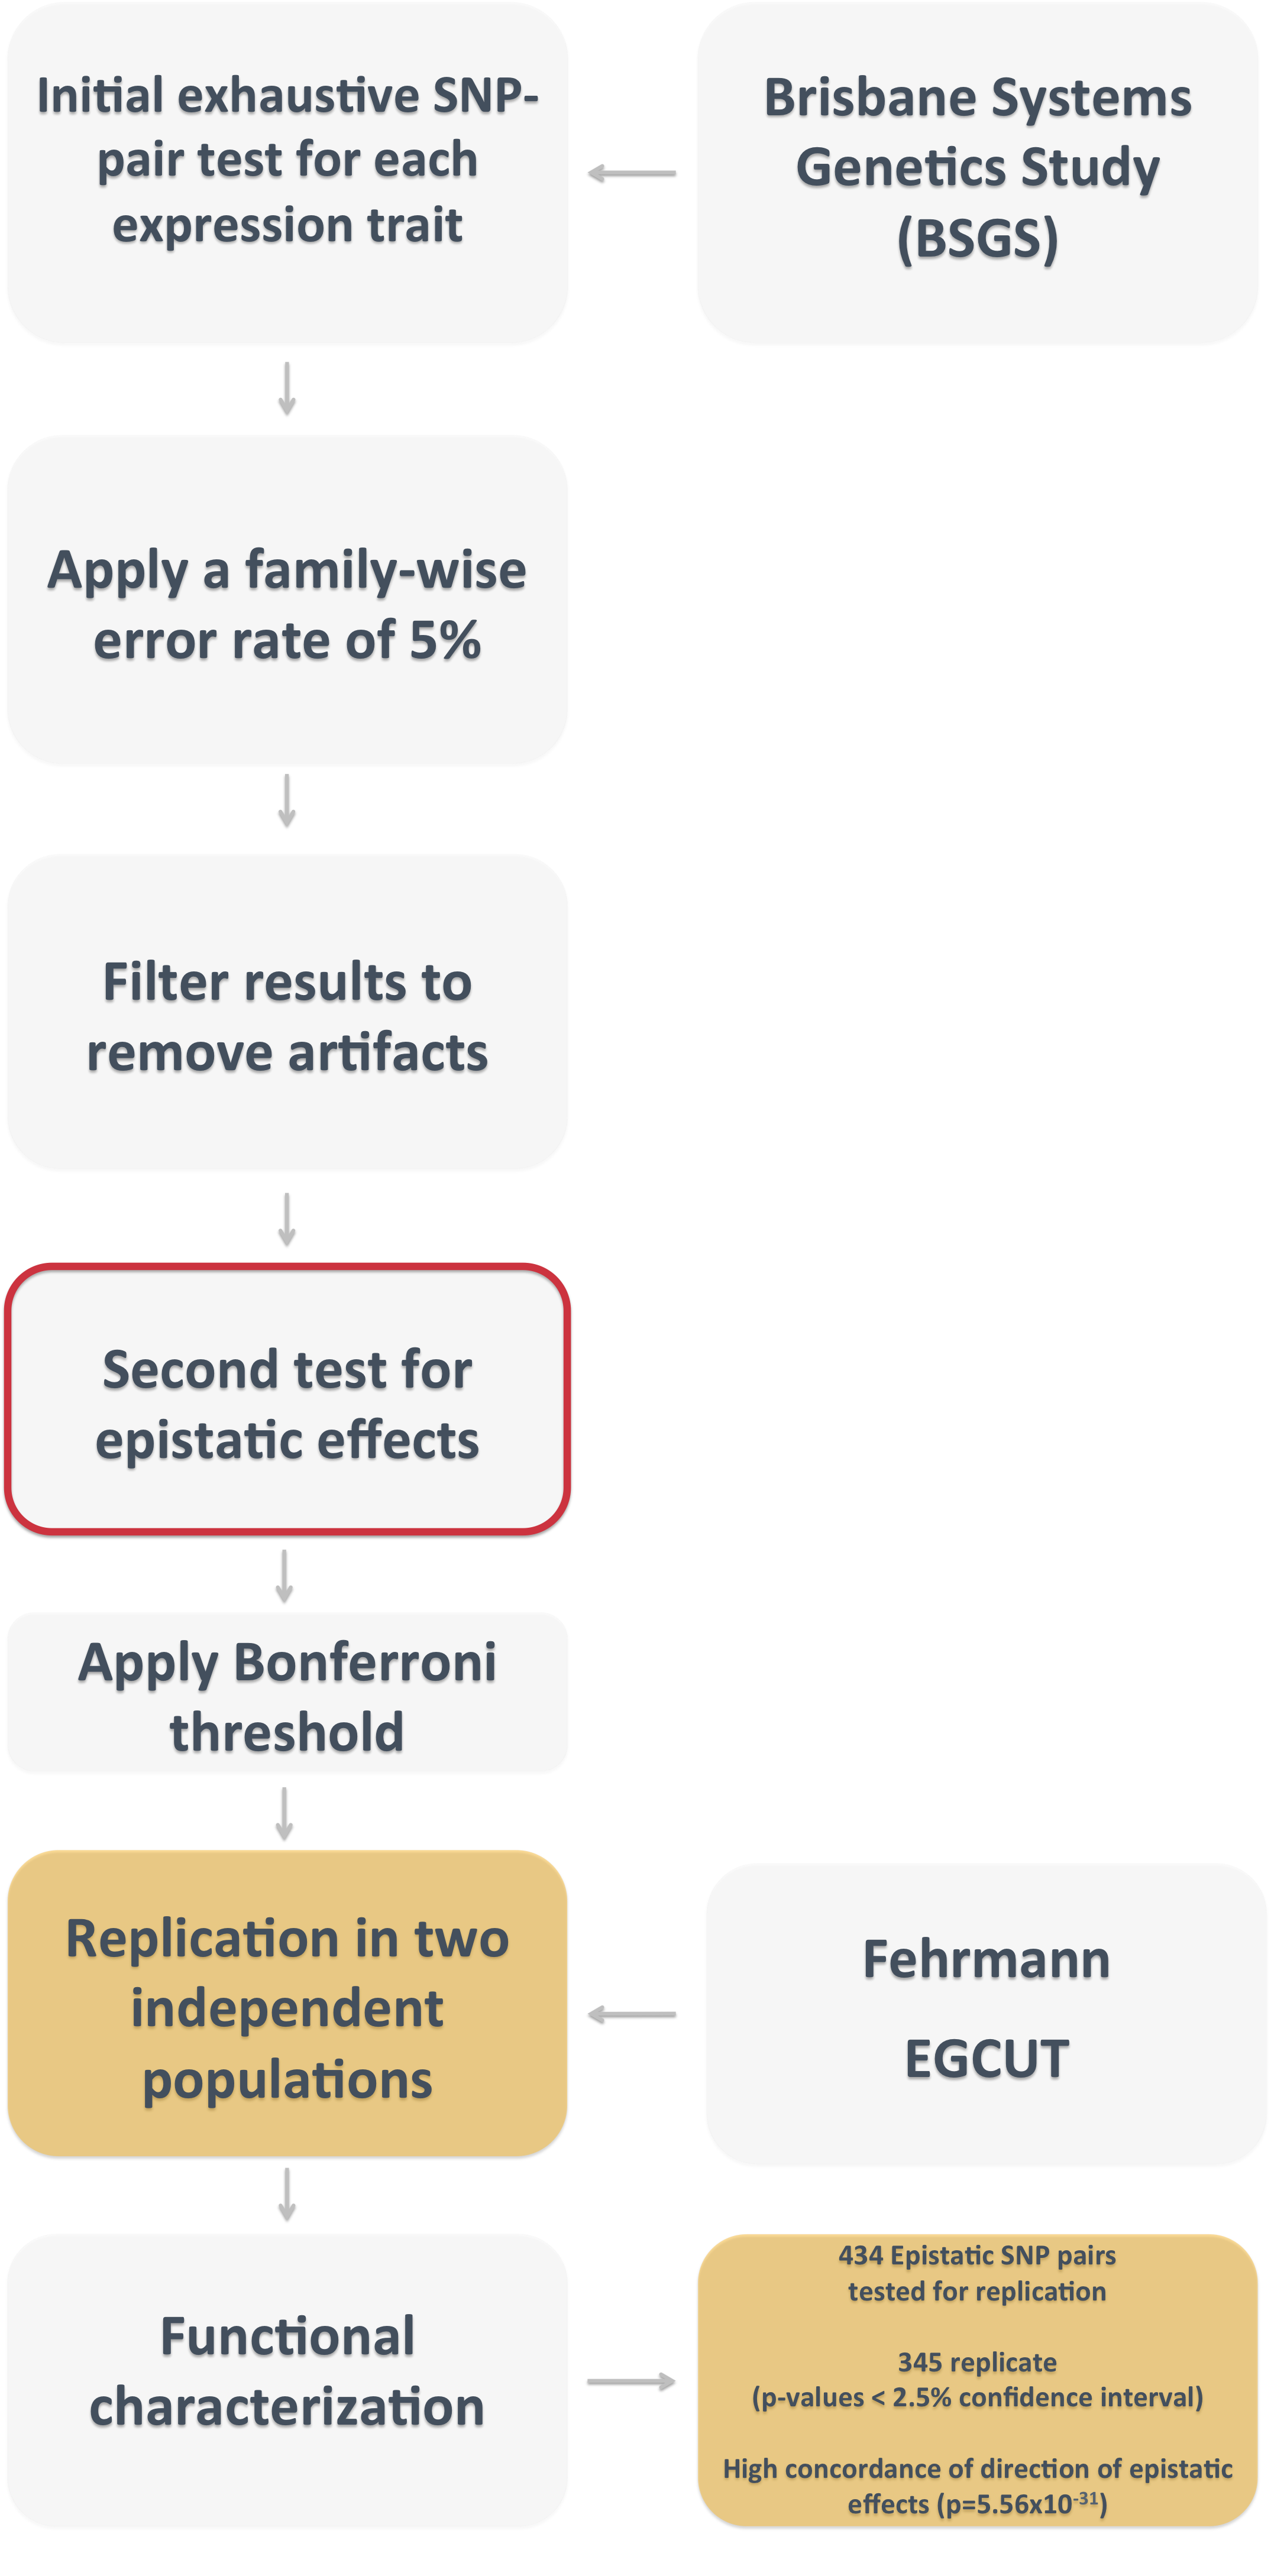 Initial exhaustive SNP-
pair test for each
expression trait
Brisbane Systems
Genetics Study
(BSGS)
Apply a family-wise
error rate of 5%
Filter results to
remove artifacts
Second test for
epistatic effects
Apply Bonferroni
threshold
Replication in two
independent
populations
Fehrmann
EGCUT
Functional
characterization
434 Epistatic SNP pairs
tested for replication
345 replicate
(p-values < 2.5% confidence interval)
High concordance of direction of epistatic
effects (p=5.56x10⁻³¹)